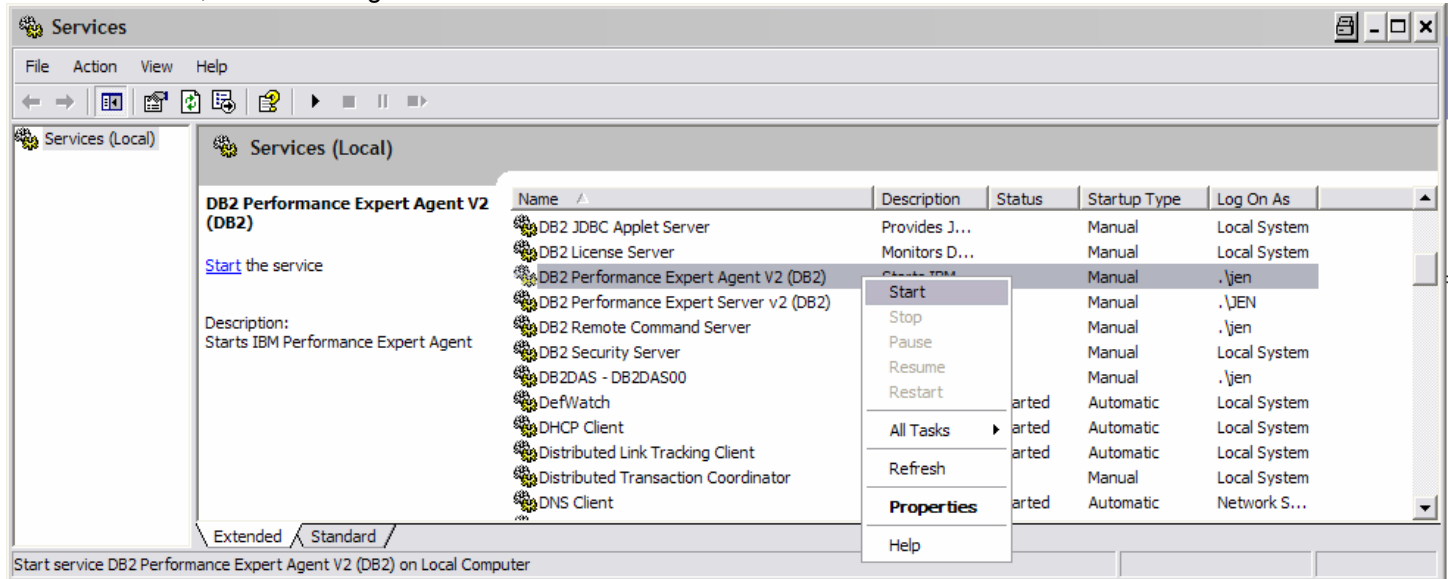 Services
File Action View Help
Services (Local)
Services (Local)
DB2 Performance Expert Agent V2
(DB2)
Start the service
Description:
Starts IBM Performance Expert Agent
Name Description Status Startup Type Log On As
DB2 JDBC Applet Server Provides J... Manual Local System
DB2 License Server Monitors D... Manual Local System
DB2 Performance Expert Agent V2 (DB2) Starts IBM Manual .\jen
DB2 Performance Expert Server v2 (DB2) Manual .\JEN
DB2 Remote Command Server Manual .\jen
DB2 Security Server Manual Local System
DB2DAS - DB2DAS00 Manual .\jen
DefWatch arted Automatic Local System
DHCP Client arted Automatic Local System
Distributed Link Tracking Client arted Automatic Local System
Distributed Transaction Coordinator Manual Local System
DNS Client arted Automatic Network S...
Start
Stop
Pause
Resume
Restart
All Tasks
Refresh
Properties
Help
Extended Standard
Start service DB2 Performance Expert Agent V2 (DB2) on Local Computer